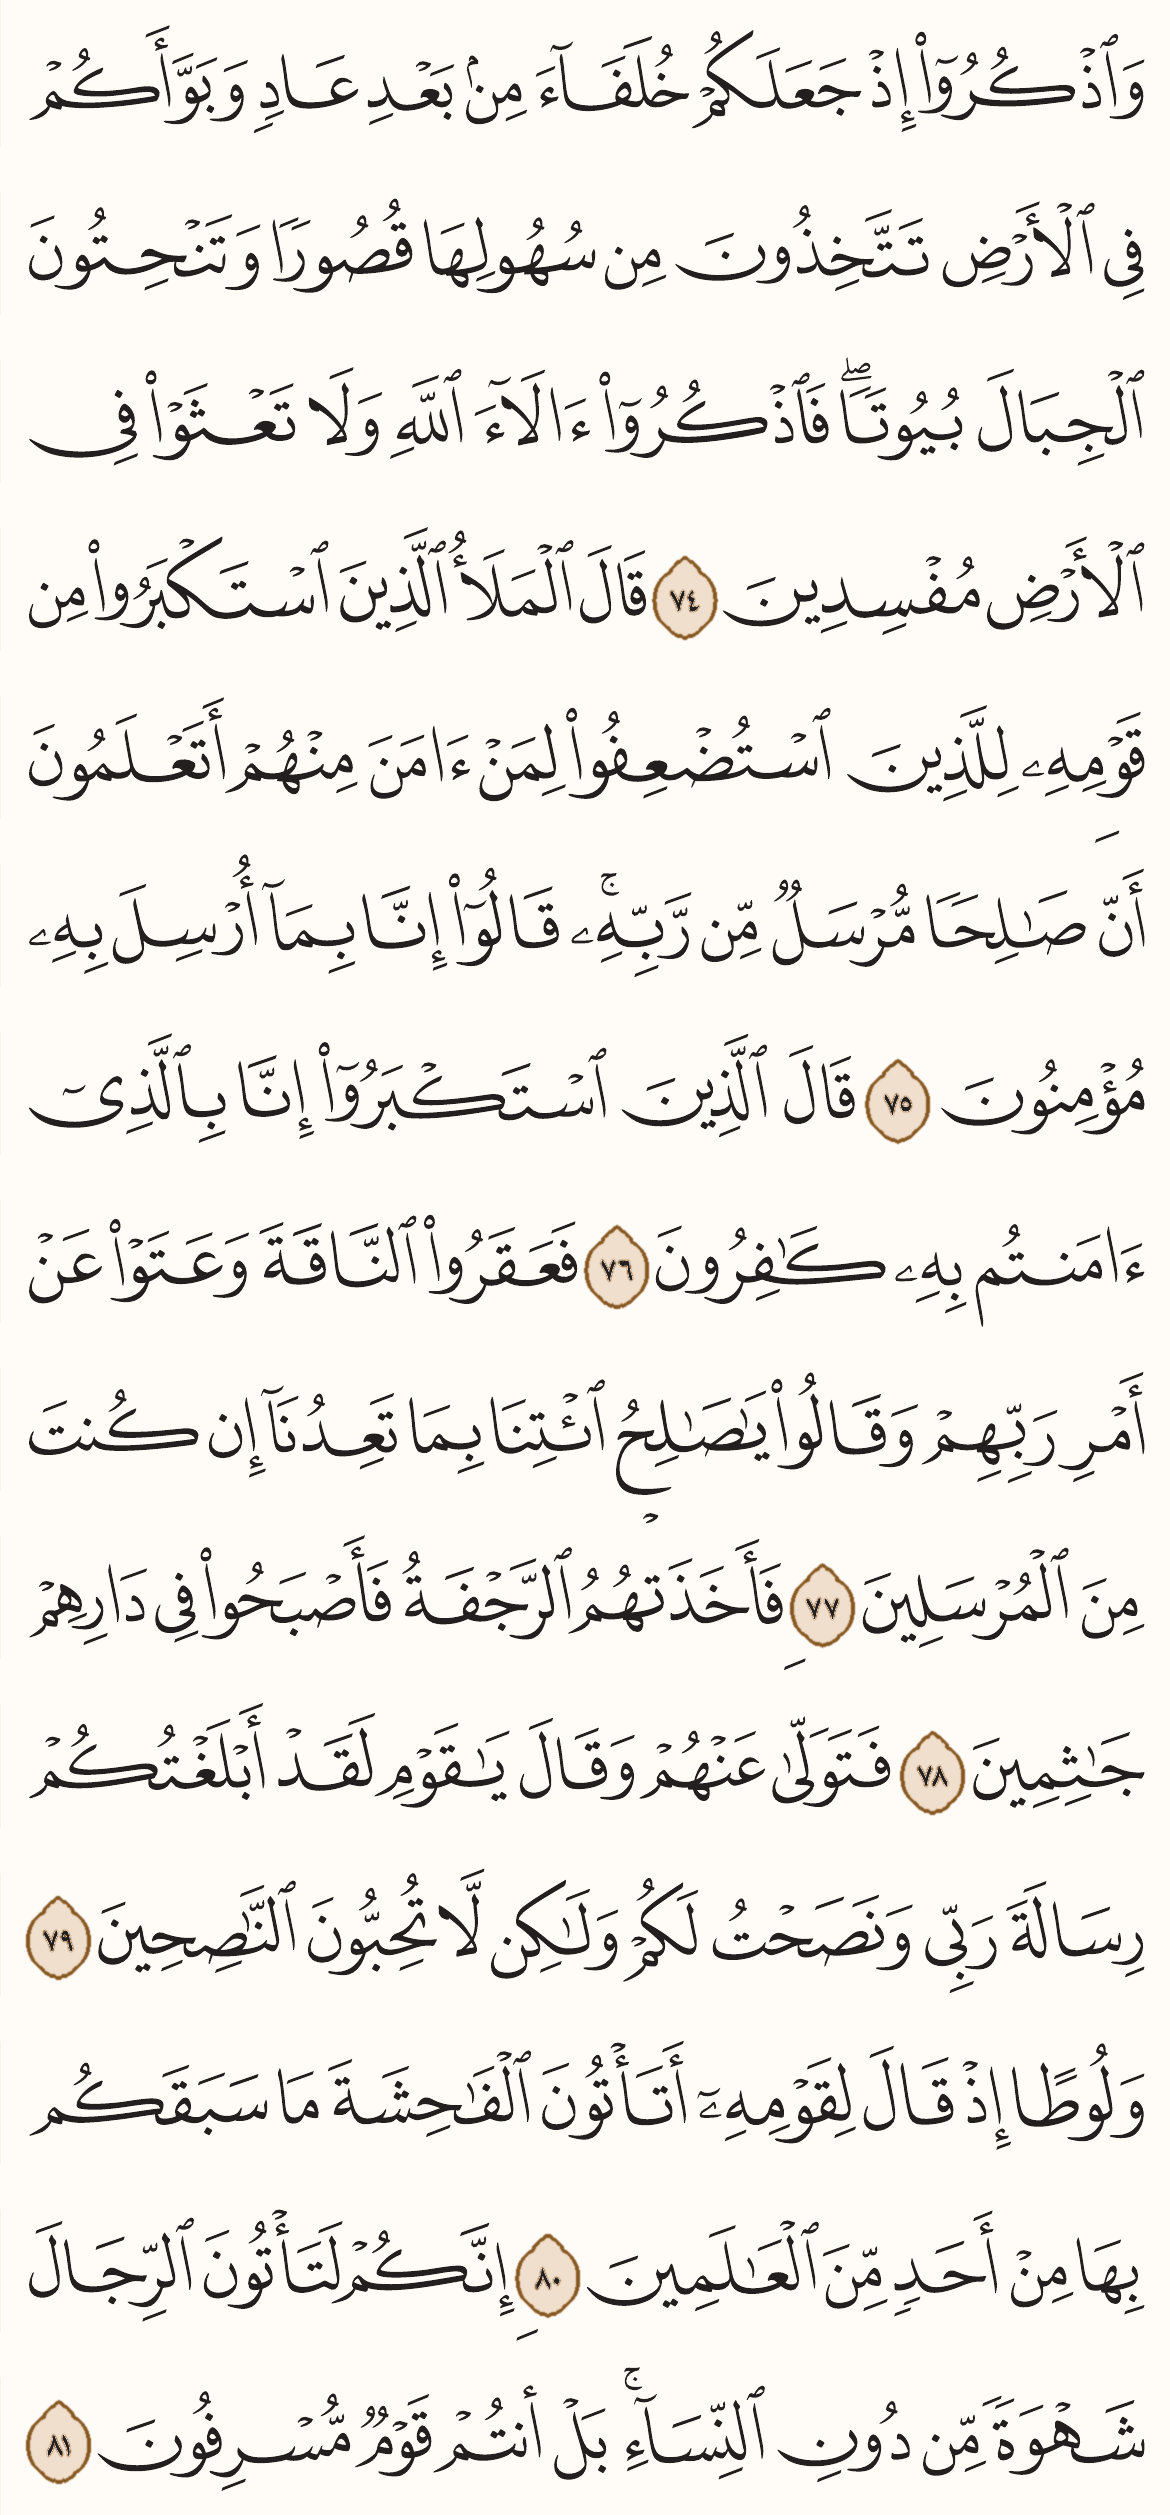 وَٱذۡكُرُوٓاْ إِذۡ جَعَلَكُمۡ خُلَفَآءَ مِنۢ بَعۡدِ عَادٖ وَبَوَّأَكُمۡ
فِي ٱلۡأَرۡضِ تَتَّخِذُونَ مِن سُهُولِهَا قُصُورٗا وَتَنۡحِتُونَ
ٱلۡجِبَالَ بُيُوتٗاۖ فَٱذۡكُرُوٓاْ ءَالَآءَ ٱللَّهِ وَلَا تَعۡثَوۡاْ فِي
ٱلۡأَرۡضِ مُفۡسِدِينَ ٧٤ قَالَ ٱلۡمَلَأُ ٱلَّذِينَ ٱسۡتَكۡبَرُواْ مِن
قَوۡمِهِۦ لِلَّذِينَ ٱسۡتُضۡعِفُواْ لِمَنۡ ءَامَنَ مِنۡهُمۡ أَتَعۡلَمُونَ
أَنَّ صَٰلِحٗا مُّرۡسَلٞ مِّن رَّبِّهِۦۚ قَالُوٓاْ إِنَّا بِمَآ أُرۡسِلَ بِهِۦ
مُؤۡمِنُونَ ٧٥ قَالَ ٱلَّذِينَ ٱسۡتَكۡبَرُوٓاْ إِنَّا بِٱلَّذِيٓ
ءَامَنتُم بِهِۦ كَٰفِرُونَ ٧٦ فَعَقَرُواْ ٱلنَّاقَةَ وَعَتَوۡاْ عَنۡ
أَمۡرِ رَبِّهِمۡ وَقَالُواْ يَٰصَٰلِحُ ٱئۡتِنَا بِمَا تَعِدُنَآ إِن كُنتَ
مِنَ ٱلۡمُرۡسَلِينَ ٧٧ فَأَخَذَتۡهُمُ ٱلرَّجۡفَةُ فَأَصۡبَحُواْ فِي دَارِهِمۡ
جَٰثِمِينَ ٧٨ فَتَوَلَّىٰ عَنۡهُمۡ وَقَالَ يَٰقَوۡمِ لَقَدۡ أَبۡلَغۡتُكُمۡ
رِسَالَةَ رَبِّي وَنَصَحۡتُ لَكُمۡ وَلَٰكِن لَّا تُحِبُّونَ ٱلنَّٰصِحِينَ ٧٩
وَلُوطًا إِذۡ قَالَ لِقَوۡمِهِۦٓ أَتَأۡتُونَ ٱلۡفَٰحِشَةَ مَا سَبَقَكُم
بِهَا مِنۡ أَحَدٖ مِّنَ ٱلۡعَٰلَمِينَ ٨٠ إِنَّكُمۡ لَتَأۡتُونَ ٱلرِّجَالَ
شَهۡوَةٗ مِّن دُونِ ٱلنِّسَآءِۚ بَلۡ أَنتُمۡ قَوۡمٞ مُّسۡرِفُونَ ٨١